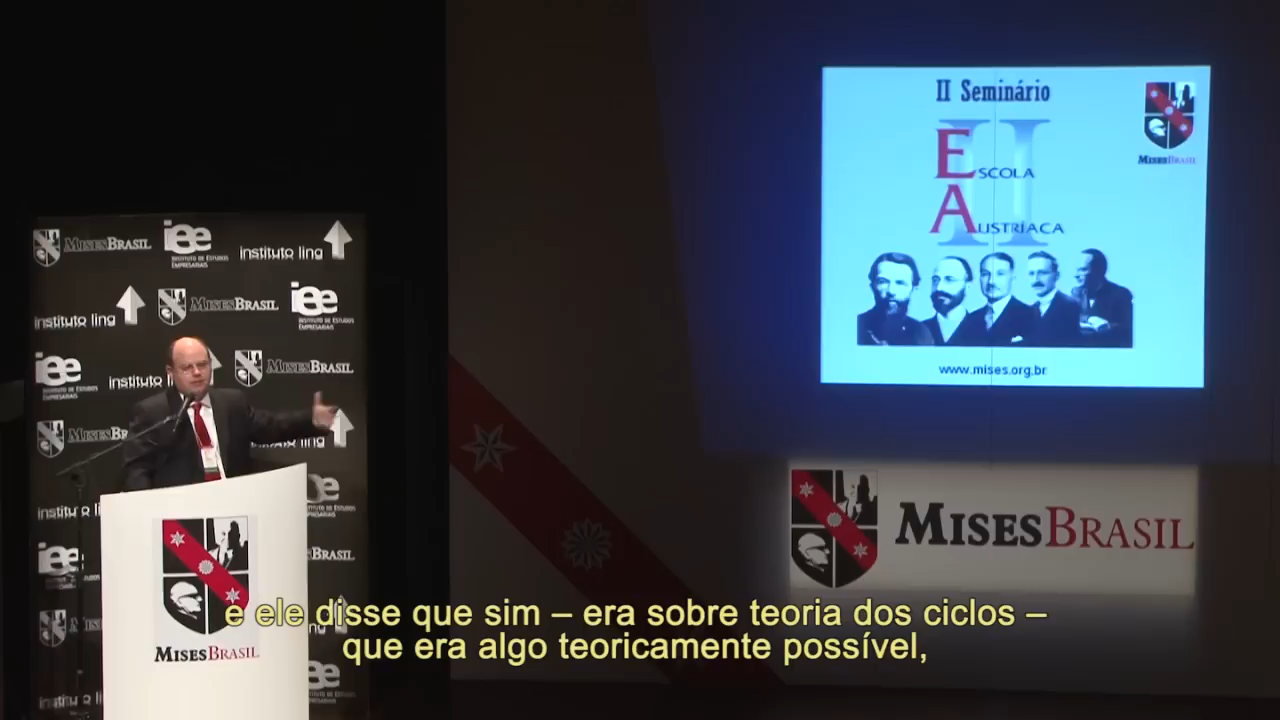 II Seminário
II
ESCOLA
AUSTRÍACA
MISESBRASIL
www.mises.org.br
MISESBRASIL
MISESBRASIL
iee
INSTITUTO DE ESTUDOS
EMPRESARIAIS
instituto ling
instituto ling
MISESBRASIL
iee
INSTITUTO DE ESTUDOS
EMPRESARIAIS
iee
MISESBRASIL
MISESBRASIL
e ele disse que sim – era sobre teoria dos ciclos –
que era algo teoricamente possível,